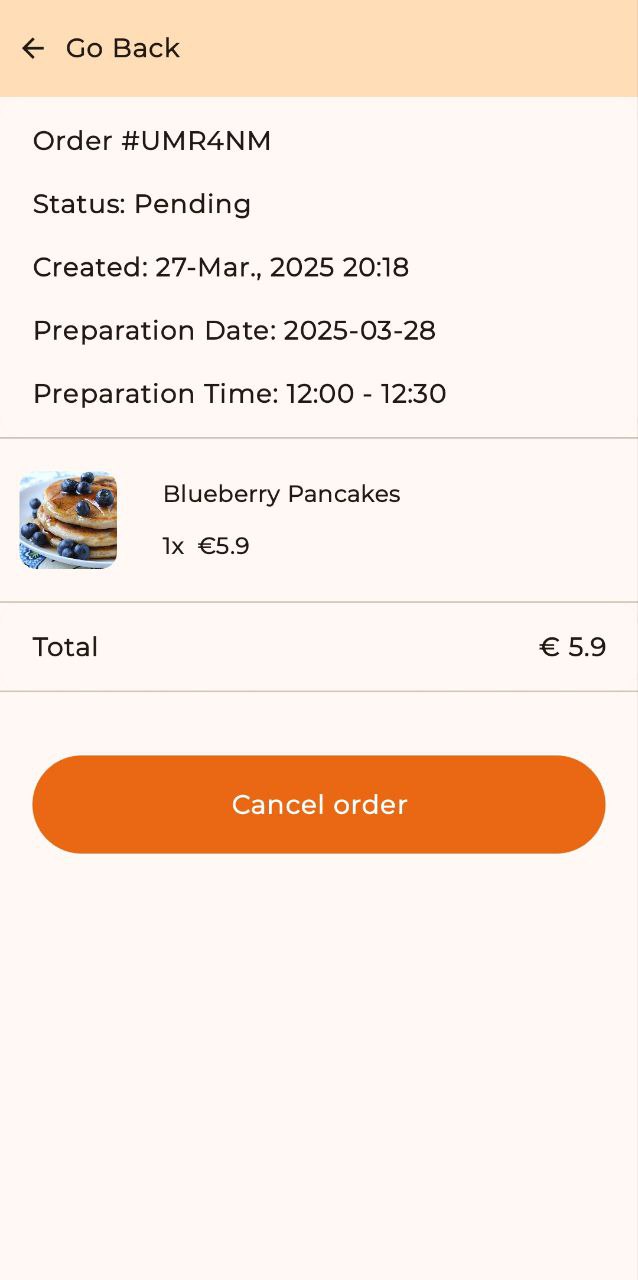 Go Back
Order #UMR4NM
Status: Pending
Created: 27-Mar., 2025 20:18
Preparation Date: 2025-03-28
Preparation Time: 12:00 - 12:30
Blueberry Pancakes
1x €5.9
Total € 5.9
Cancel order